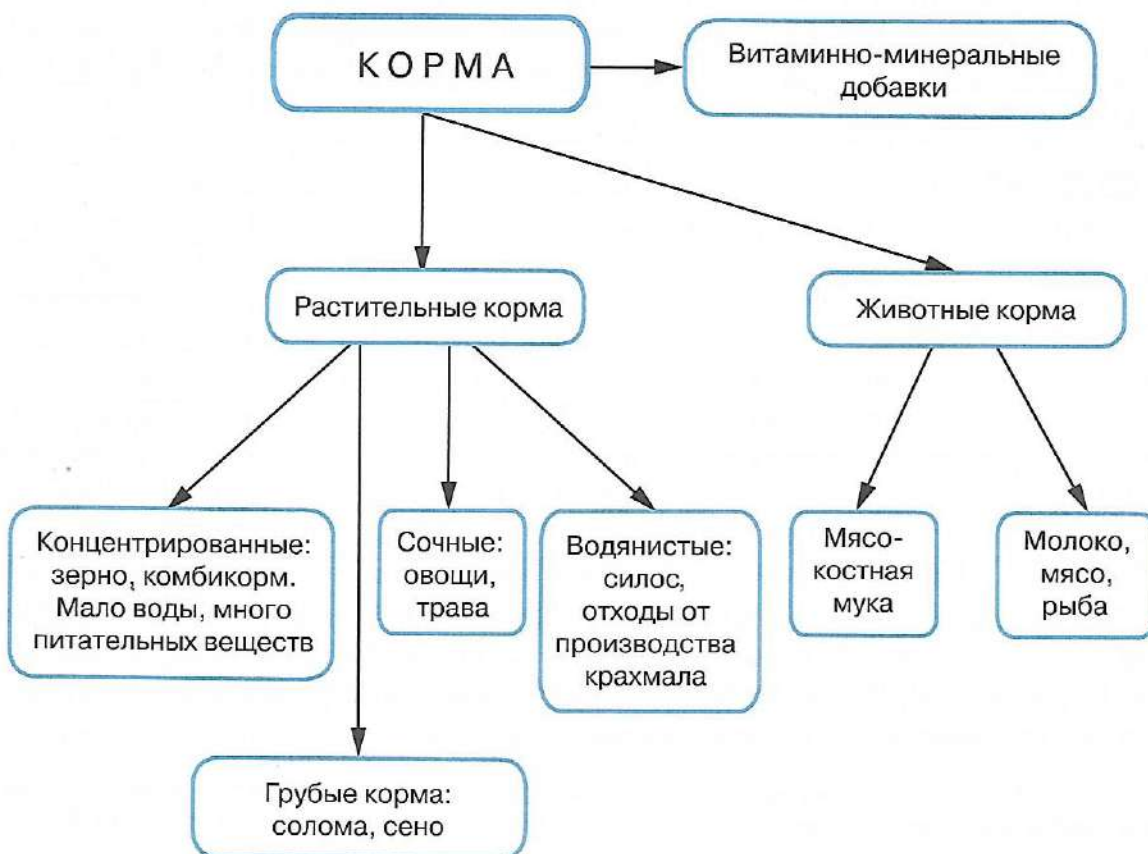 КОРМА
Витаминно-минеральные
добавки
Растительные корма
Животные корма
Концентрированные:
зерно, комбикорм.
Мало воды, много
питательных веществ
Сочные:
овощи,
трава
Водянистые:
силос,
отходы от
производства
крахмала
Мясо-
костная
мука
Молоко,
мясо,
рыба
Грубые корма:
солома, сено